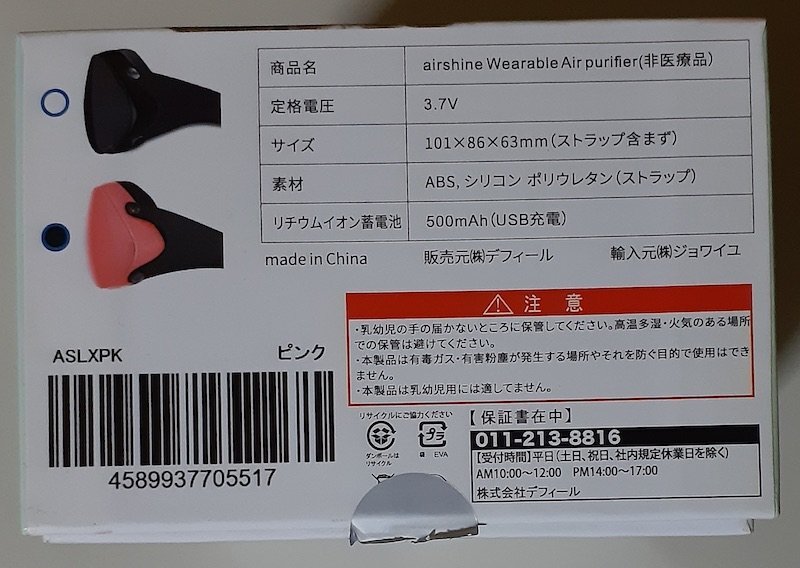 商品名 airshine Wearable Air purifier(非医療品)
定格電圧 3.7V
サイズ 101×86×63mm(ストラップ含まず)
素材 ABS, シリコン ポリウレタン(ストラップ)
リチウムイオン蓄電池 500mAh(USB充電)
made in China 販売元㈱デフィール 輸入元㈱ジョワイユ
注意
・乳幼児の手の届かないところに保管してください。高温多湿・火気のある場所
での保管は避けてください。
・本製品は有毒ガス・有害粉塵が発生する場所やそれを防ぐ目的で使用はでき
ません。
・本製品は乳幼児用には適してません。
ASLXPK ピンク
4589937705517
リサイクルにご協力ください
ダンボールは
リサイクル
プラ
袋 EVA
【保証書在中】
011-213-8816
【受付時間】平日(土日、祝日、社内規定休業日を除く)
AM10:00～12:00 PM14:00～17:00
株式会社デフィール